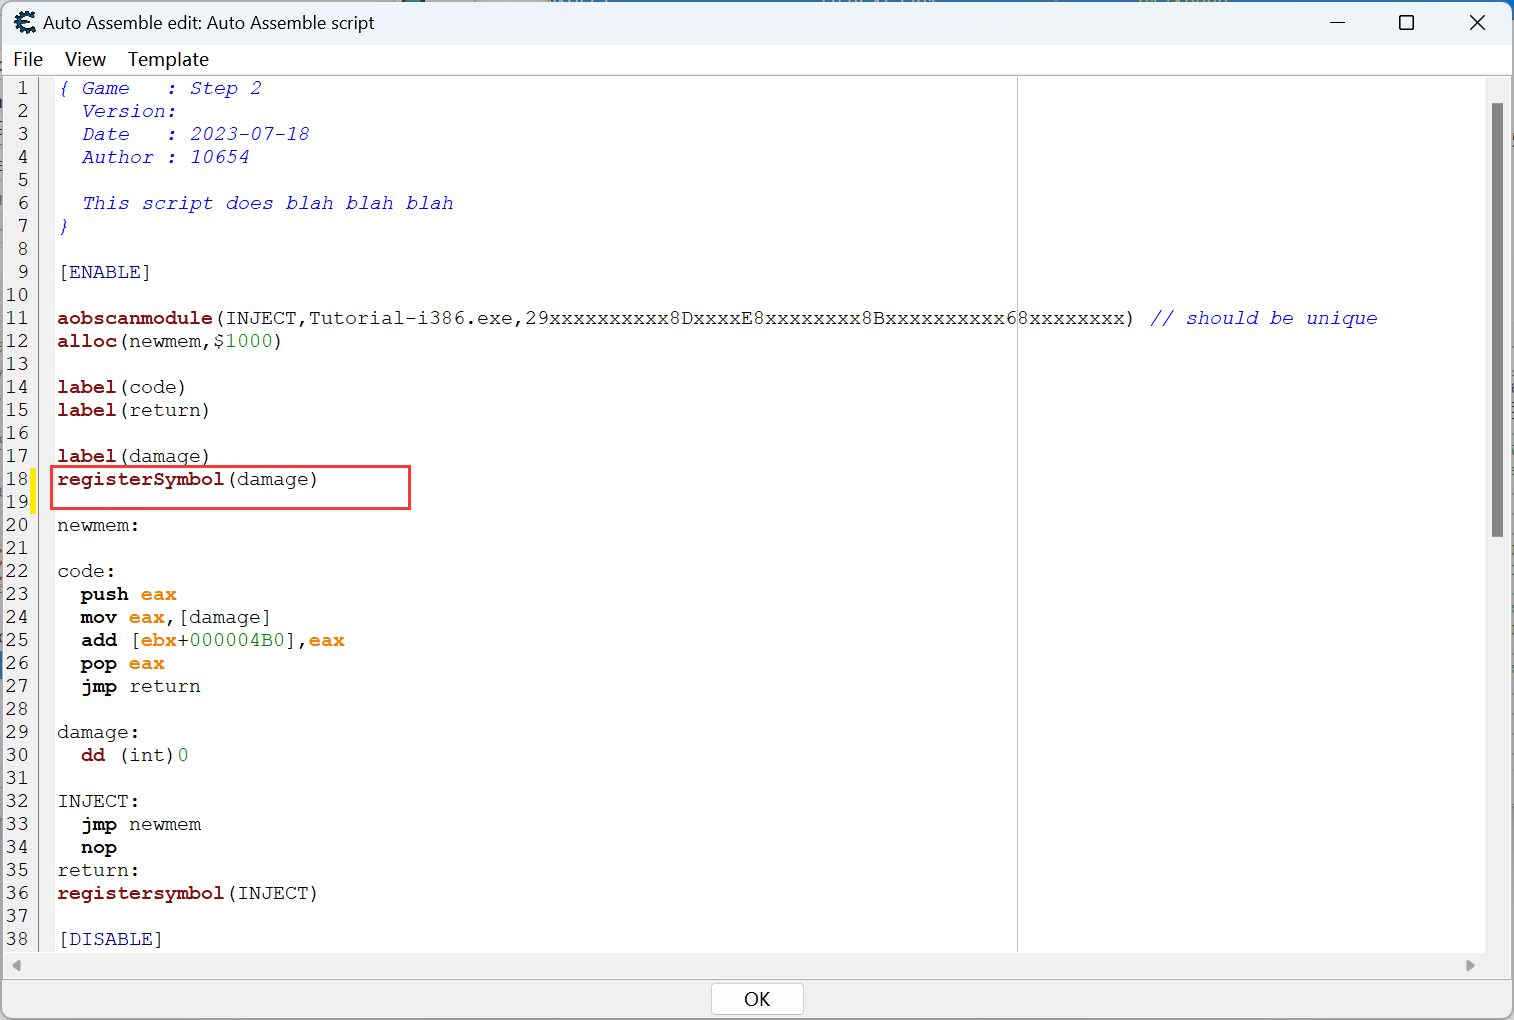 Auto Assemble edit: Auto Assemble script
File View Template
1 { Game   : Step 2
2   Version:
3   Date   : 2023-07-18
4   Author : 10654
5
6   This script does blah blah blah
7 }
8
9 [ENABLE]
10
11 aobscanmodule(INJECT,Tutorial-i386.exe,29xxxxxxxxxx8DxxxxE8xxxxxxxx8Bxxxxxxxxxx68xxxxxxxx) // should be unique
12 alloc(newmem,$1000)
13
14 label(code)
15 label(return)
16
17 label(damage)
18 registerSymbol(damage)
19
20 newmem:
21
22 code:
23   push eax
24   mov eax,[damage]
25   add [ebx+000004B0],eax
26   pop eax
27   jmp return
28
29 damage:
30   dd (int)0
31
32 INJECT:
33   jmp newmem
34   nop
35 return:
36 registersymbol(INJECT)
37
38 [DISABLE]
OK